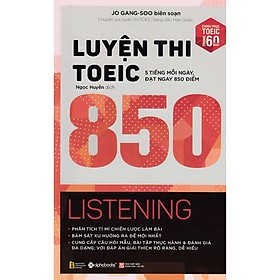 JO GANG-SOO biên soạn
Chuyên gia luyện thi TOEIC hàng đầu Hàn Quốc
CHINH PHỤC
TOEIC
60
LUYỆN THI
TOEIC
5 TIẾNG MỖI NGÀY,
ĐẠT NGAY 850 ĐIỂM
Ngọc Huyền dịch
850
LISTENING
• PHÂN TÍCH TỈ MỈ CHIẾN LƯỢC LÀM BÀI
• BÁM SÁT XU HƯỚNG RA ĐỀ MỚI NHẤT
• CUNG CẤP CÂU HỎI MẪU, BÀI TẬP THỰC HÀNH & ĐÁNH GIÁ
ĐA DẠNG; VỚI ĐÁP ÁN GIẢI THÍCH RÕ RÀNG, DỄ HIỂU
alphabooks